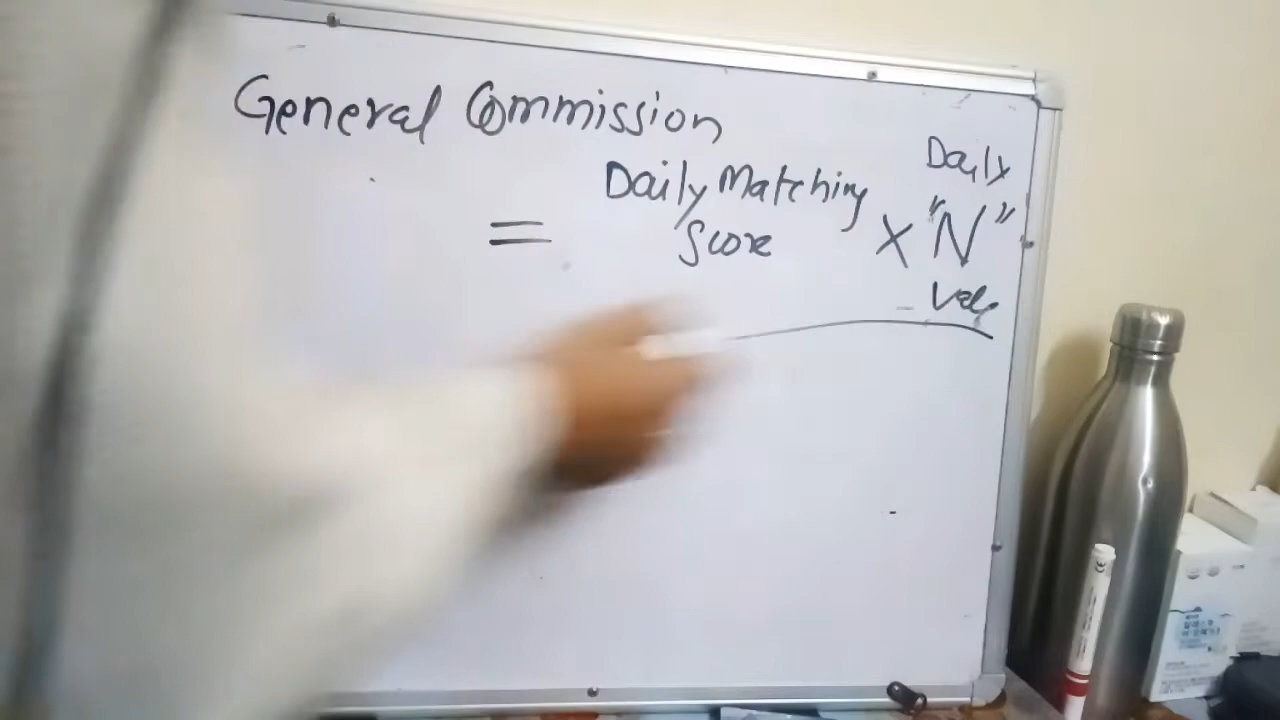 General Commission
= Daily Matching Score X Daily "N"